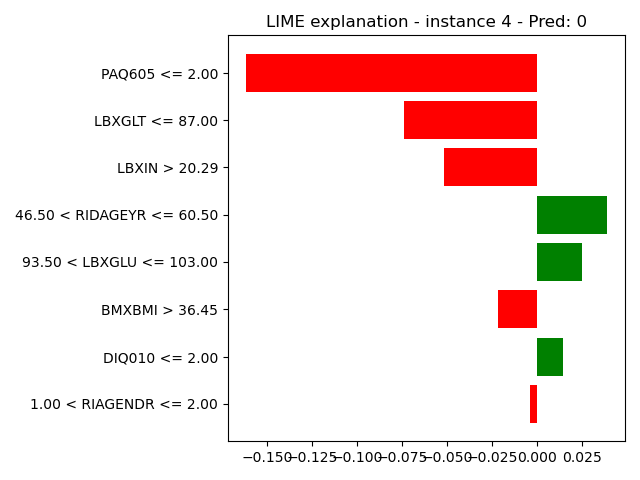 LIME explanation - instance 4 - Pred: 0
PAQ605 <= 2.00
LBXGLT <= 87.00
LBXIN > 20.29
46.50 < RIDAGEYR <= 60.50
93.50 < LBXGLU <= 103.00
BMXBMI > 36.45
DIQ010 <= 2.00
1.00 < RIAGENDR <= 2.00
−0.150 −0.125 −0.100 −0.075 −0.050 −0.025 0.000 0.025